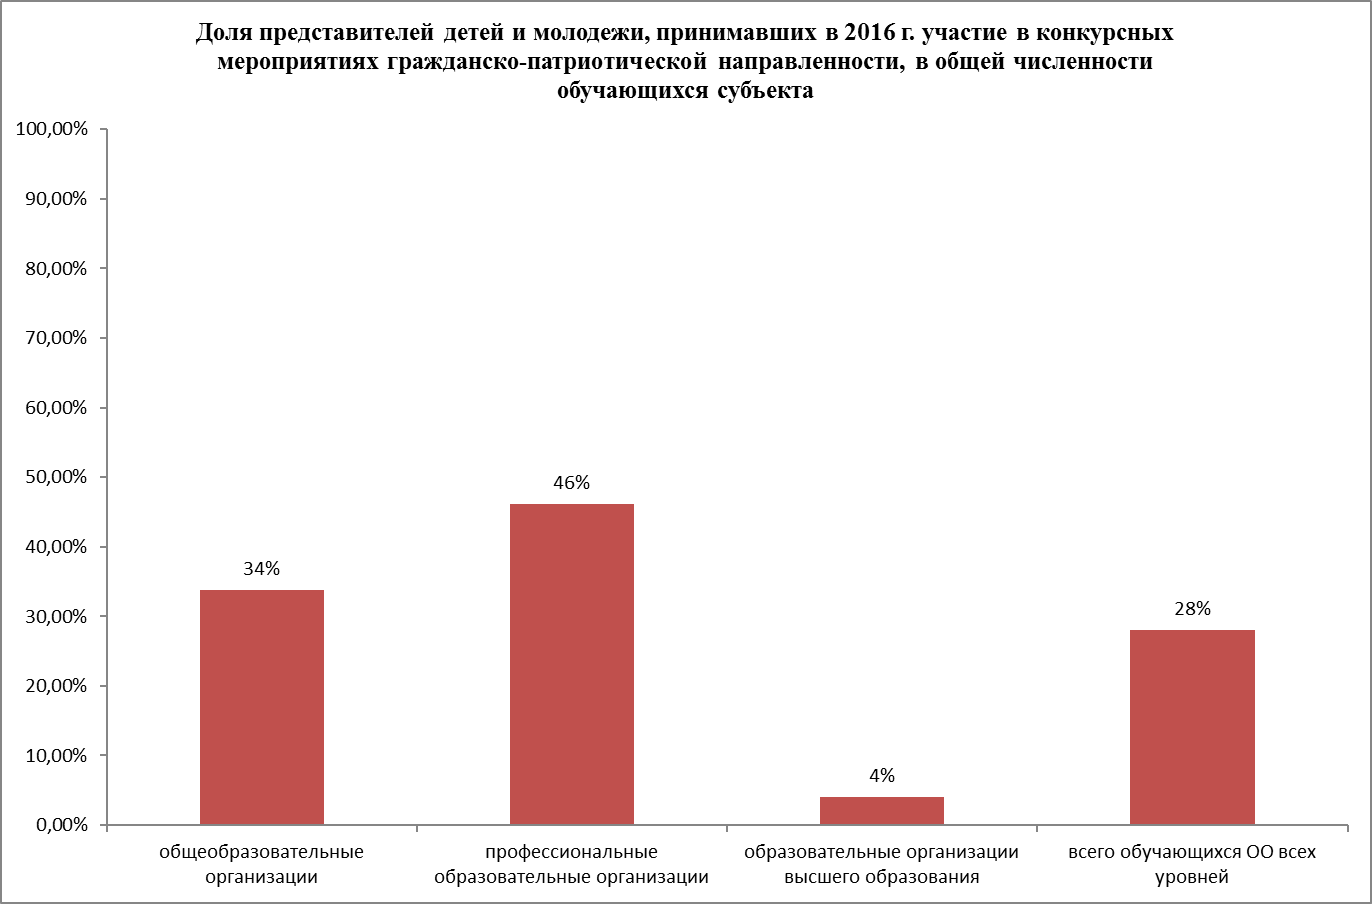 Доля представителей детей и молодежи, принимавших в 2016 г. участие в конкурсных
мероприятиях гражданско-патриотической направленности, в общей численности
обучающихся субъекта
100,00%
90,00%
80,00%
70,00%
60,00%
50,00%
40,00%
30,00%
20,00%
10,00%
0,00%
34%
46%
4%
28%
общеобразовательные
организации
профессиональные
образовательные организации
образовательные организации
высшего образования
всего обучающихся ОО всех
уровней